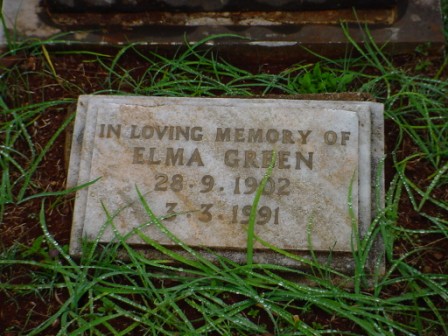 IN LOVING MEMORY OF
ELMA GREEN
28·9·1902
3·3·1991